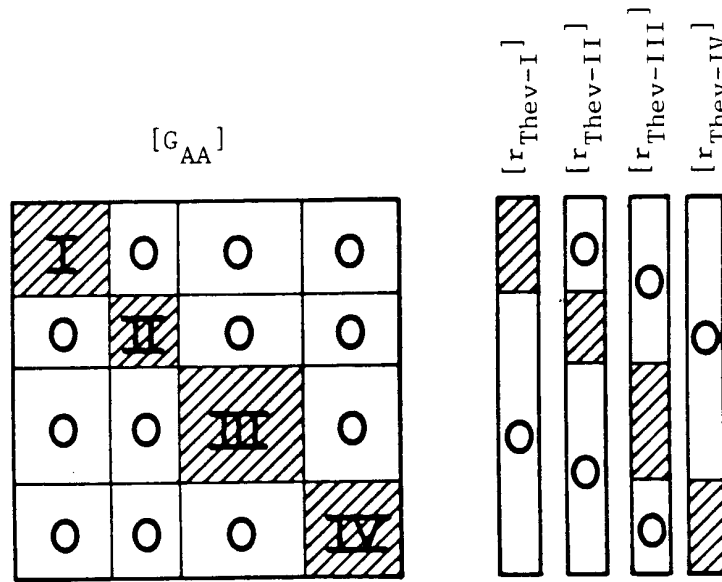 [G_AA]
[r_Thev-I]
[r_Thev-II]
[r_Thev-III]
[r_Thev-IV]
I O O O
O II O O
O O III O
O O O IV
O
O
O
O
O
O